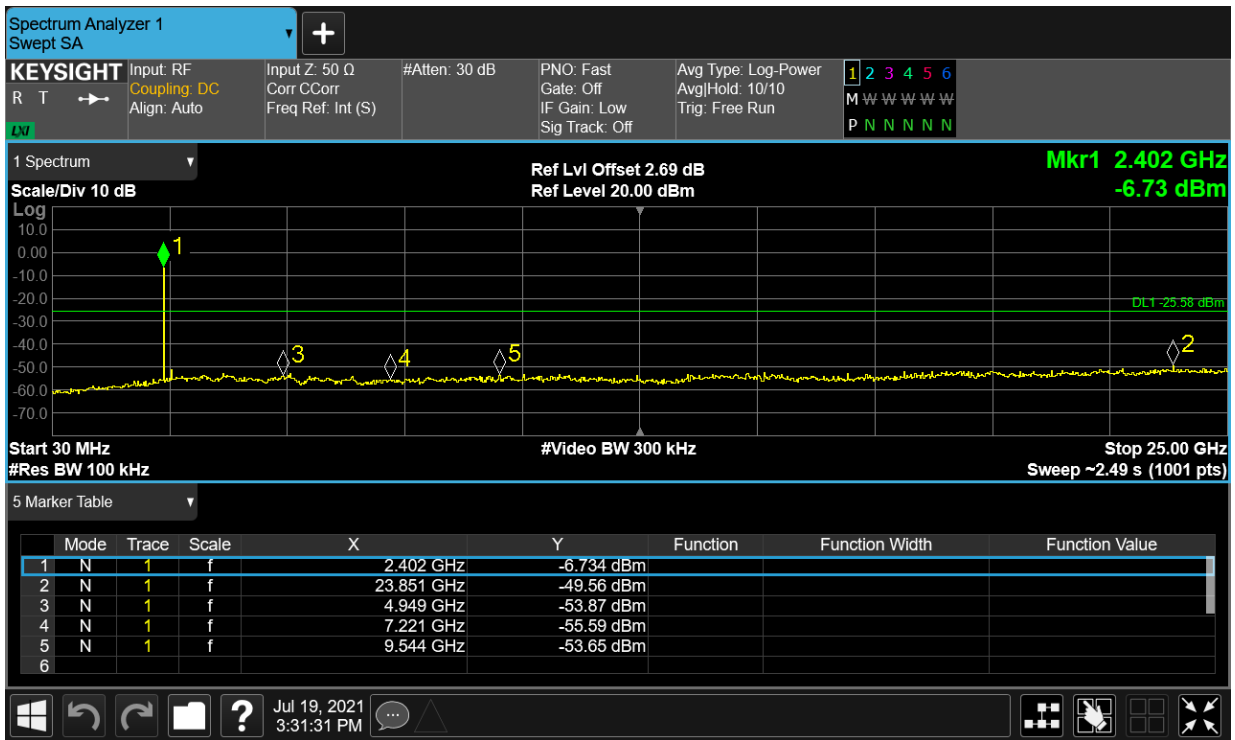 Spectrum Analyzer 1
Swept SA
KEYSIGHT Input: RF Input Z: 50 Ω #Atten: 30 dB PNO: Fast Avg Type: Log-Power 1 2 3 4 5 6
R T Coupling: DC Corr CCorr Gate: Off Avg|Hold: 10/10 M W W W W W W
Align: Auto Freq Ref: Int (S) IF Gain: Low Trig: Free Run
LXI Sig Track: Off P N N N N N N
1 Spectrum Ref Lvl Offset 2.69 dB Mkr1 2.402 GHz
Scale/Div 10 dB Ref Level 20.00 dBm -6.73 dBm
Log
10.0
0.00 1
-10.0
-20.0 DL1 -25.58 dBm
-30.0
-40.0 3 4 5 2
-50.0
-60.0
-70.0
Start 30 MHz #Video BW 300 kHz Stop 25.00 GHz
#Res BW 100 kHz Sweep ~2.49 s (1001 pts)
5 Marker Table
Mode Trace Scale X Y Function Function Width Function Value
1 N 1 f 2.402 GHz -6.734 dBm
2 N 1 f 23.851 GHz -49.56 dBm
3 N 1 f 4.949 GHz -53.87 dBm
4 N 1 f 7.221 GHz -55.59 dBm
5 N 1 f 9.544 GHz -53.65 dBm
6
? Jul 19, 2021
3:31:31 PM